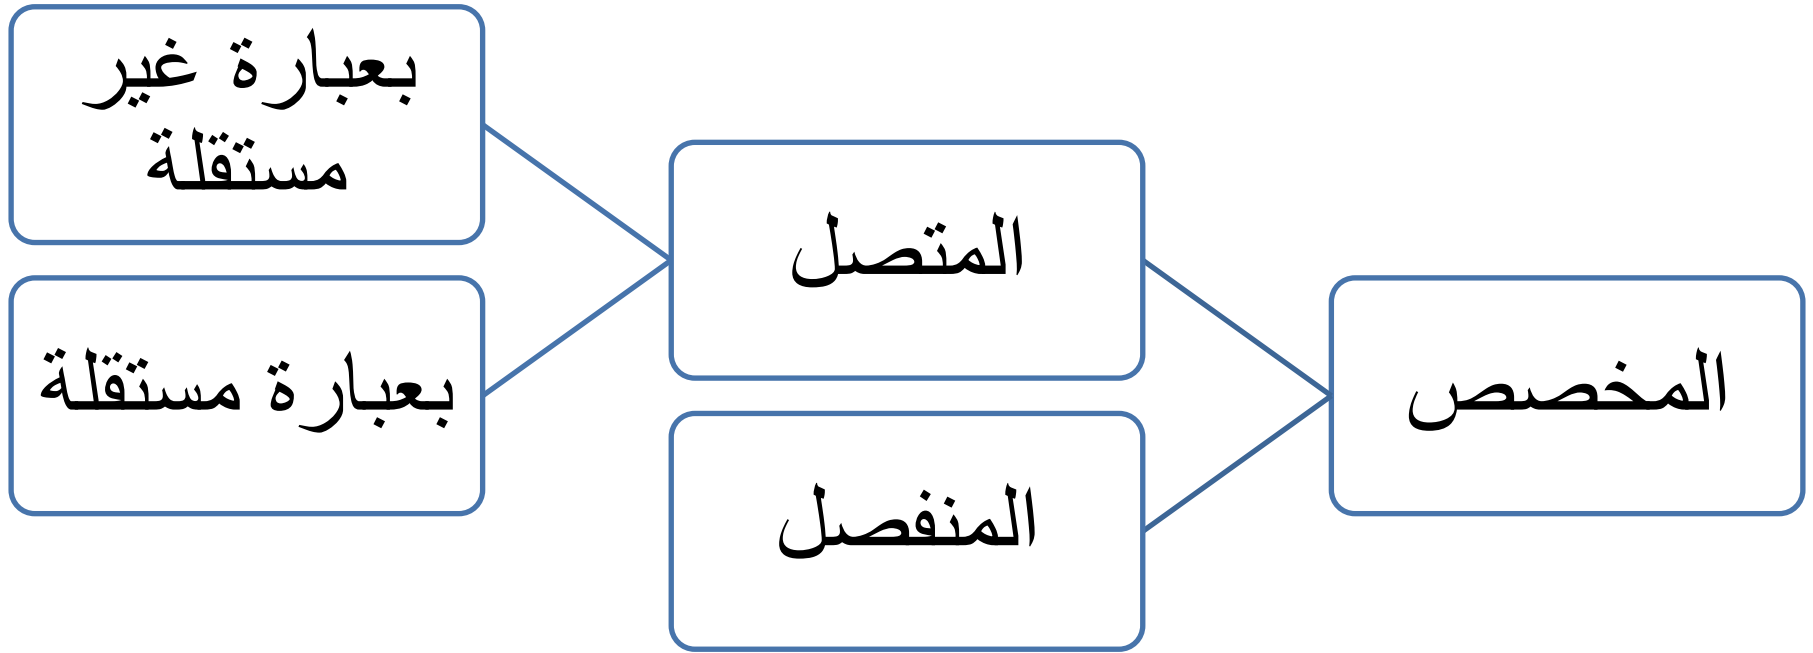 المخصص
المتصل
المنفصل
بعبارة غير
مستقلة
بعبارة مستقلة